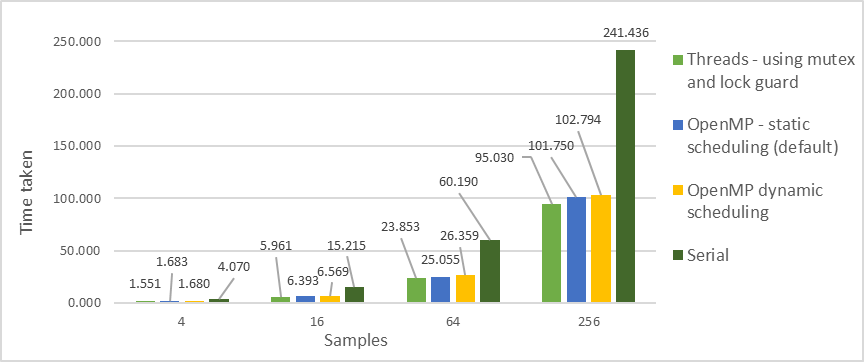 241.436
250.000
Threads - using mutex
and lock guard
200.000
OpenMP - static
scheduling (default)
102.794
150.000
101.750
95.030
Time taken
OpenMP dynamic
scheduling
100.000
60.190
23.853
26.359
Serial
50.000
1.683
4.070
5.961
15.215
25.055
1.551
1.680
6.393
6.569
0.000
4
16
64
256
Samples